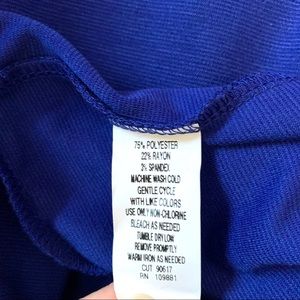 75% POLYESTER
22% RAYON
3% SPANDEX
MACHINE WASH COLD
GENTLE CYCLE
WITH LIKE COLORS
USE ONLY NON-CHLORINE
BLEACH AS NEEDED
TUMBLE DRY LOW
REMOVE PROMPTLY
WARM IRON AS NEEDED
CUT 90617
RN 109881